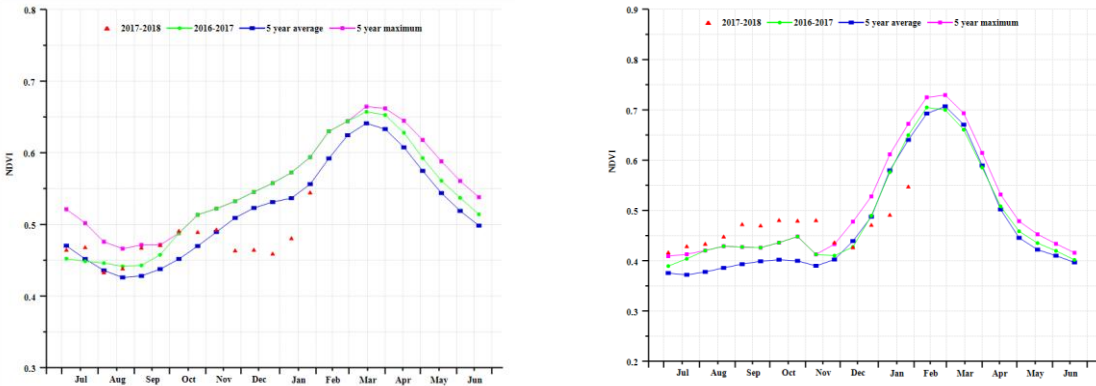 0.8
2017-2018 2016-2017 5 year average 5 year maximum
0.7
0.6
NDVI
0.5
0.4
0.3
Jul Aug Sep Oct Nov Dec Jan Feb Mar Apr May Jun
0.9
2017-2018 2016-2017 5 year average 5 year maximum
0.8
0.7
0.6
NDVI
0.5
0.4
0.3
0.2
Jul Aug Sep Oct Nov Dec Jan Feb Mar Apr May Jun